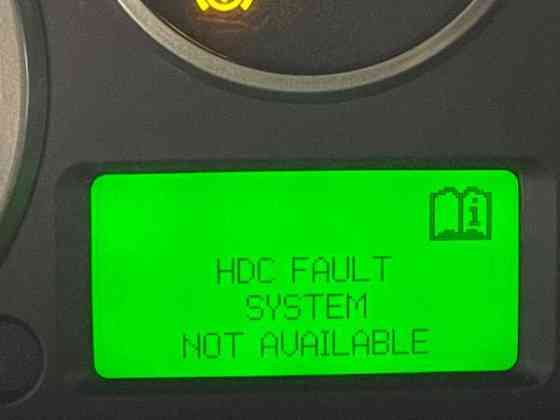 HDC FAULT
SYSTEM
NOT AVAILABLE